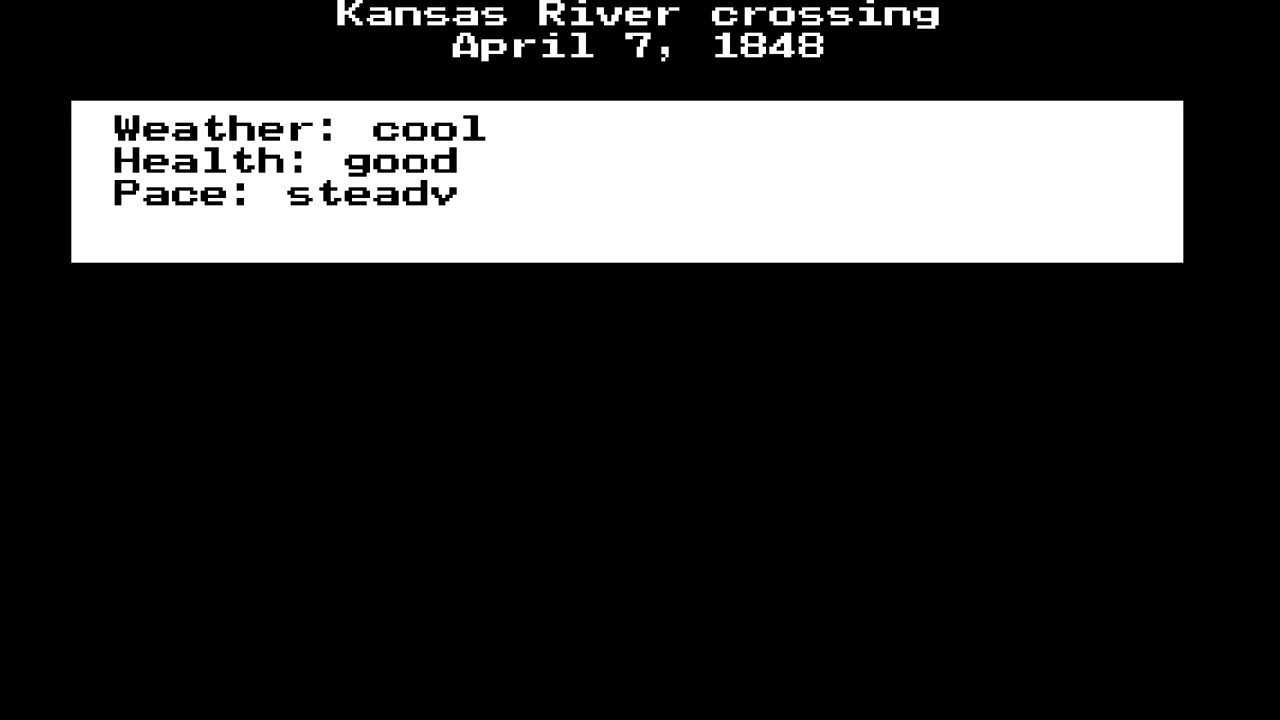 Kansas River crossing
April 7, 1848
Weather: cool
Health: good
Pace: steady